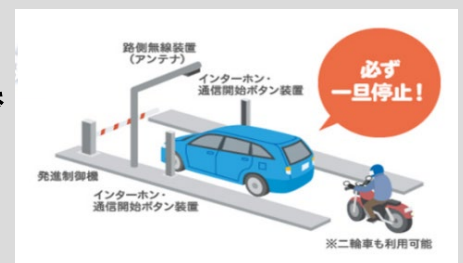 路側無線装置
（アンテナ）
インターホン・
通信開始ボタン装置
必ず
一旦停止！
発進制御機
インターホン・
通信開始ボタン装置
※二輪車も利用可能